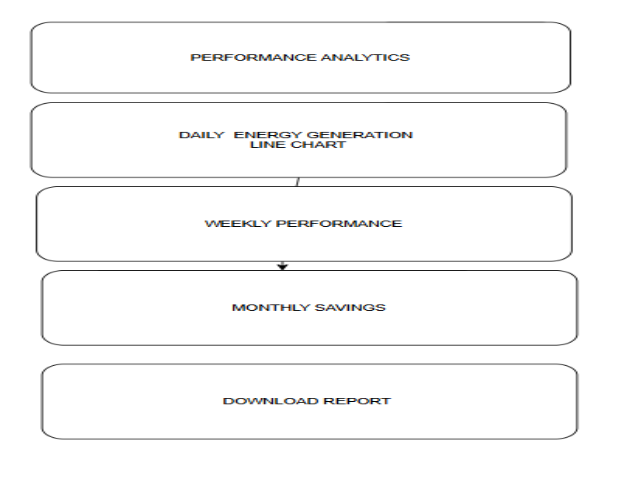 PERFORMANCE ANALYTICS
DAILY ENERGY GENERATION
LINE CHART
WEEKLY PERFORMANCE
MONTHLY SAVINGS
DOWNLOAD REPORT